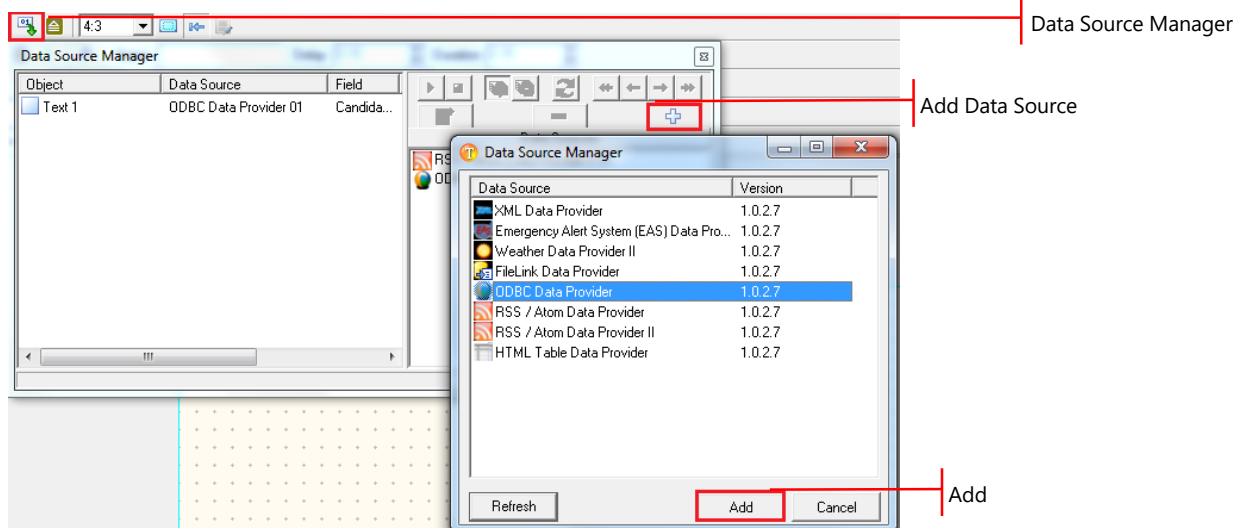 4:3
Data Source Manager
Data Source Manager
Object Data Source Field
Text 1 ODBC Data Provider 01 Candida...
Add Data Source
Data Source Manager
Data Source Version
XML Data Provider 1.0.2.7
Emergency Alert System (EAS) Data Pro... 1.0.2.7
Weather Data Provider II 1.0.2.7
FileLink Data Provider 1.0.2.7
ODBC Data Provider 1.0.2.7
RSS / Atom Data Provider 1.0.2.7
RSS / Atom Data Provider II 1.0.2.7
HTML Table Data Provider 1.0.2.7
Refresh Add Cancel
Add